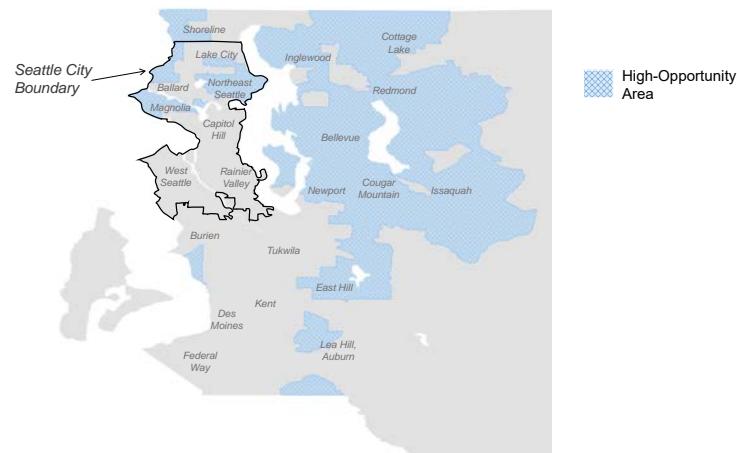 Shoreline
Cottage
Lake
Lake City
Inglewood
Seattle City
Boundary
High-Opportunity
Area
Ballard
Northeast
Seattle
Redmond
Magnolia
Capitol
Hill
Bellevue
West
Seattle
Rainier
Valley
Newport
Cougar
Mountain
Issaquah
Burien
Tukwila
East Hill
Kent
Des
Moines
Lea Hill,
Auburn
Federal
Way